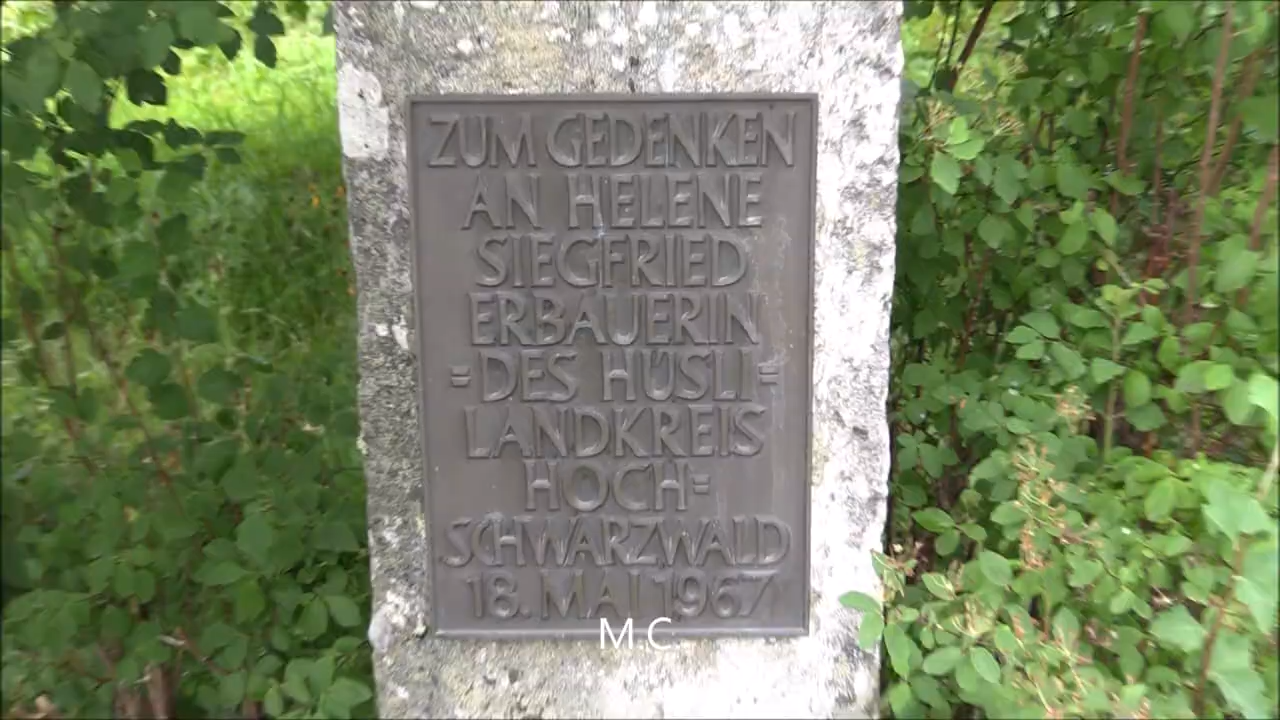 ZUM GEDENKEN
AN HELENE
SIEGFRIED
ERBAUERIN
=DES HÜSLI=
LANDKREIS
HOCH=
SCHWARZWALD
18. MAI 1967
M.C.